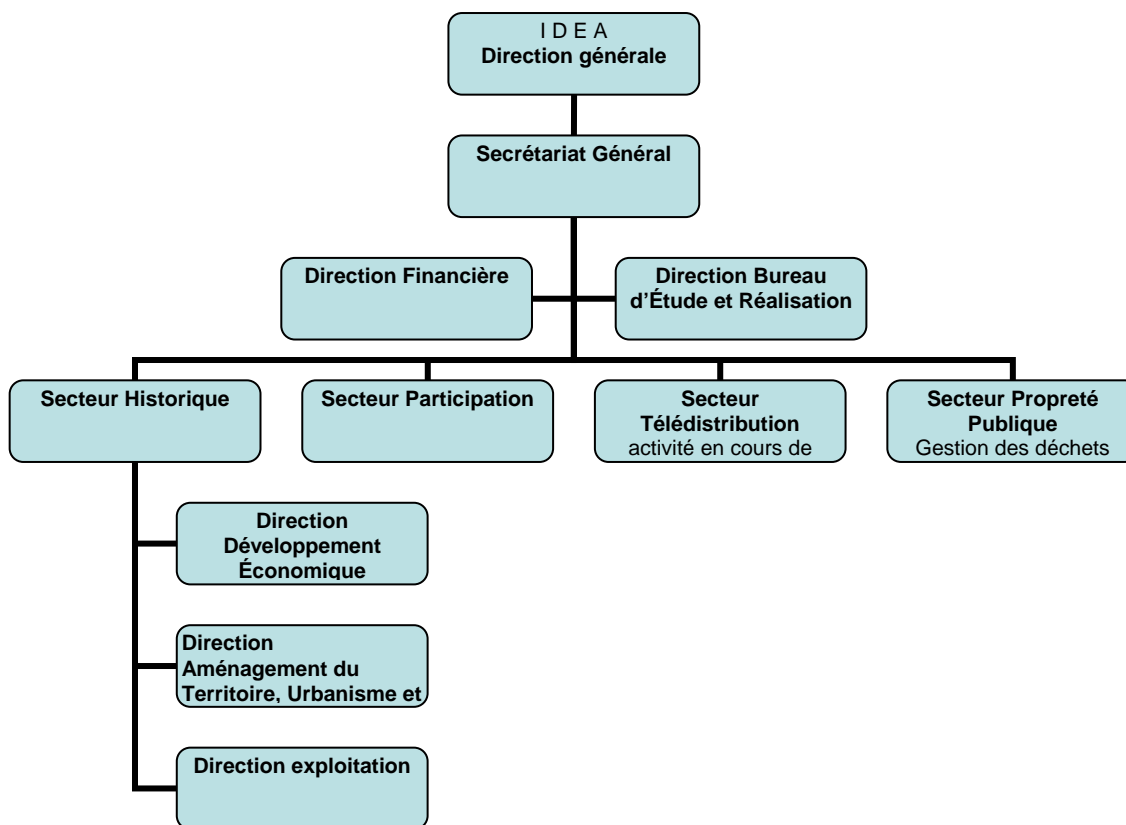 I D E A
Direction générale
Secrétariat Général
Direction Financière
Direction Bureau
d'Étude et Réalisation
Secteur Historique
Secteur Participation
Secteur
Télédistribution
activité en cours de
Secteur Propreté
Publique
Gestion des déchets
Direction
Développement
Économique
Direction
Aménagement du
Territoire, Urbanisme et
Direction exploitation